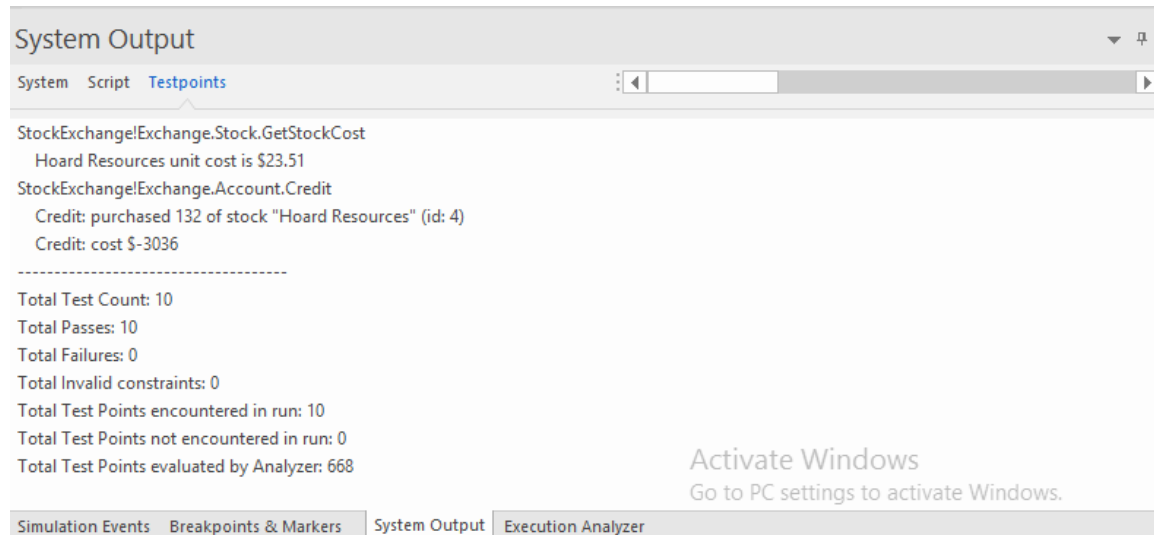 System Output
System Script Testpoints
StockExchange!Exchange.Stock.GetStockCost
Hoard Resources unit cost is $23.51
StockExchange!Exchange.Account.Credit
Credit: purchased 132 of stock "Hoard Resources" (id: 4)
Credit: cost $-3036
-------------------------------------
Total Test Count: 10
Total Passes: 10
Total Failures: 0
Total Invalid constraints: 0
Total Test Points encountered in run: 10
Total Test Points not encountered in run: 0
Total Test Points evaluated by Analyzer: 668
Activate Windows
Go to PC settings to activate Windows.
Simulation Events Breakpoints & Markers System Output Execution Analyzer